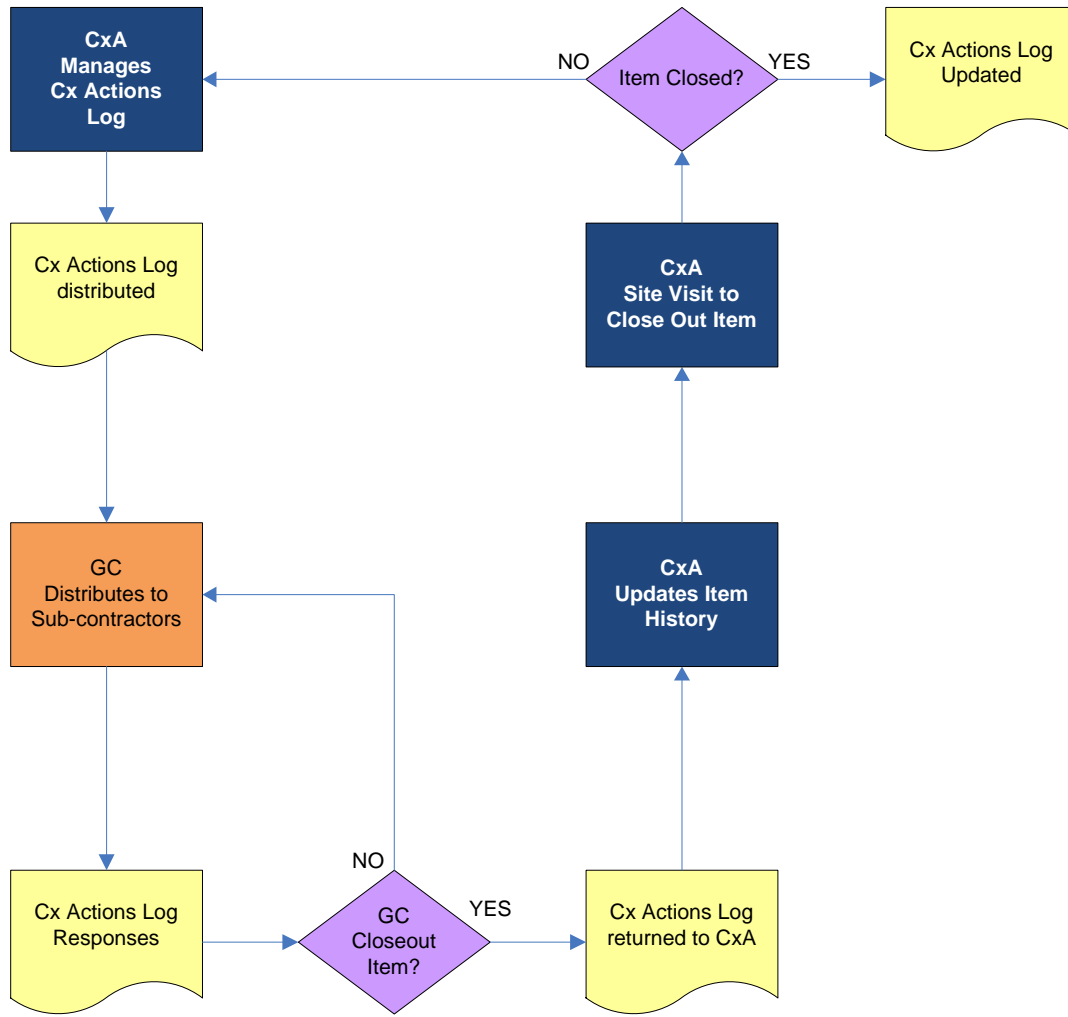 CxA
Manages
Cx Actions
Log
NO
Item Closed?
YES
Cx Actions Log
Updated
Cx Actions Log
distributed
CxA
Site Visit to
Close Out Item
GC
Distributes to
Sub-contractors
CxA
Updates Item
History
Cx Actions Log
Responses
NO
GC
Closeout
Item?
YES
Cx Actions Log
returned to CxA